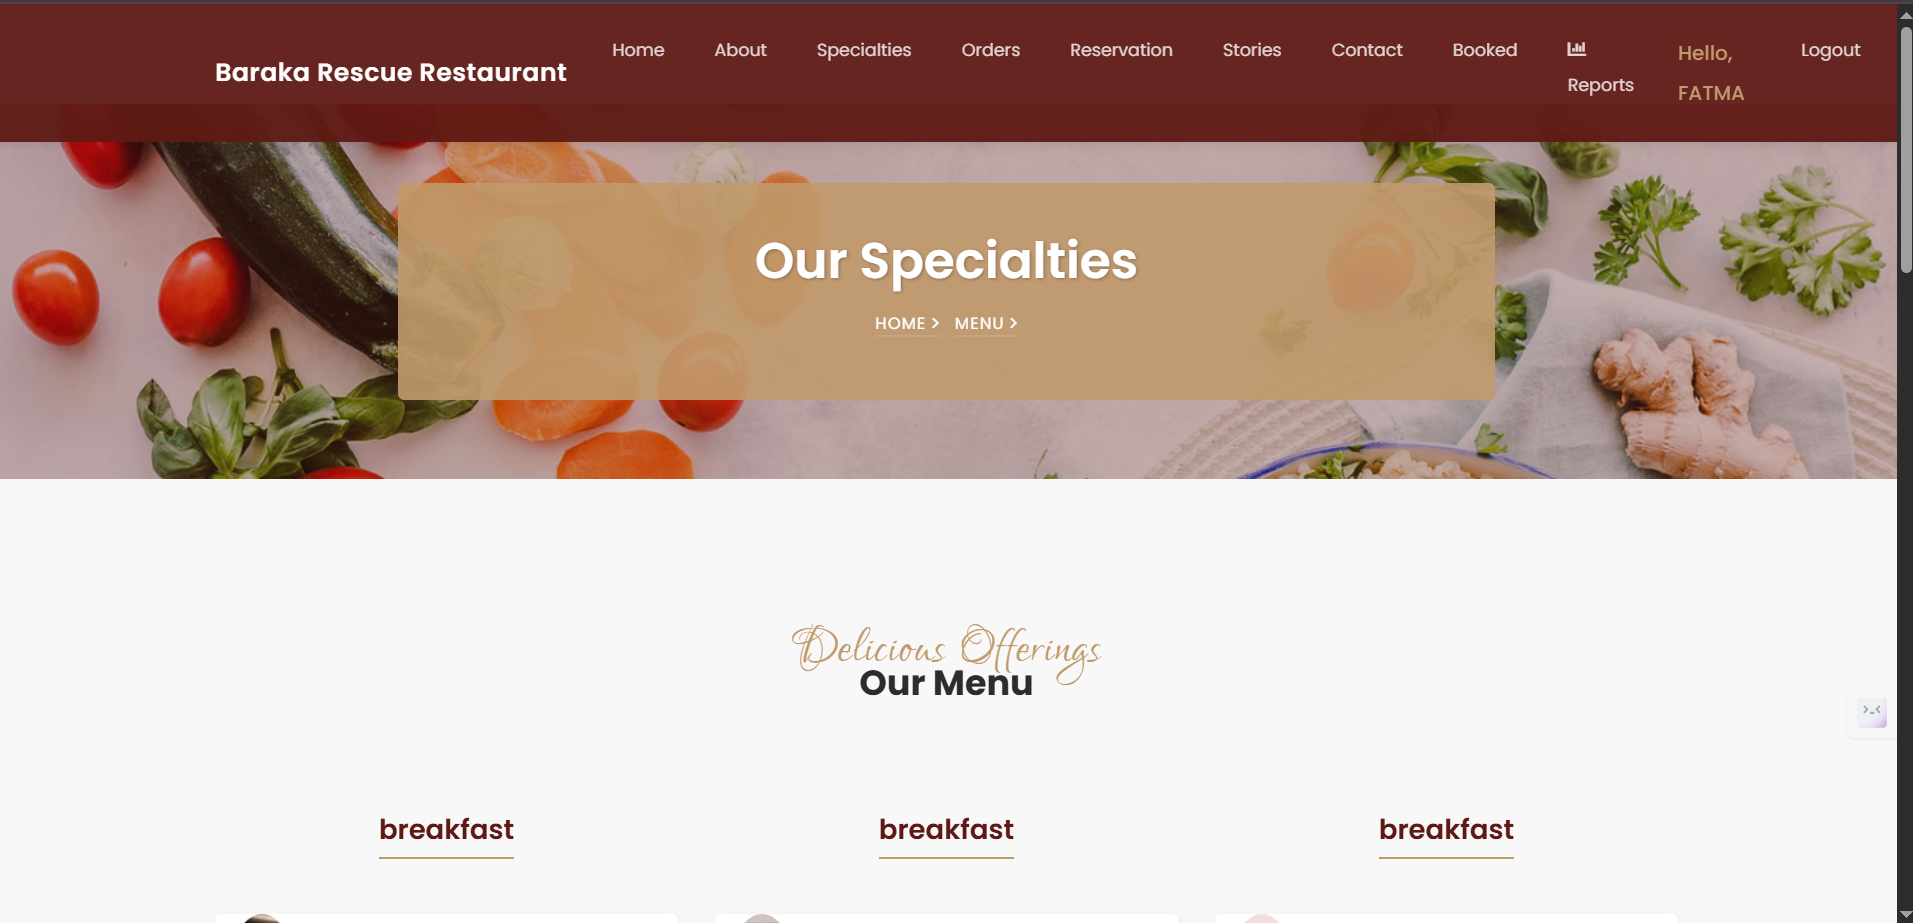 Baraka Rescue Restaurant
Home
About
Specialties
Orders
Reservation
Stories
Contact
Booked
Reports
Hello,
FATMA
Logout
Our Specialties
HOME > MENU >
Delicious Offerings
Our Menu
breakfast
breakfast
breakfast